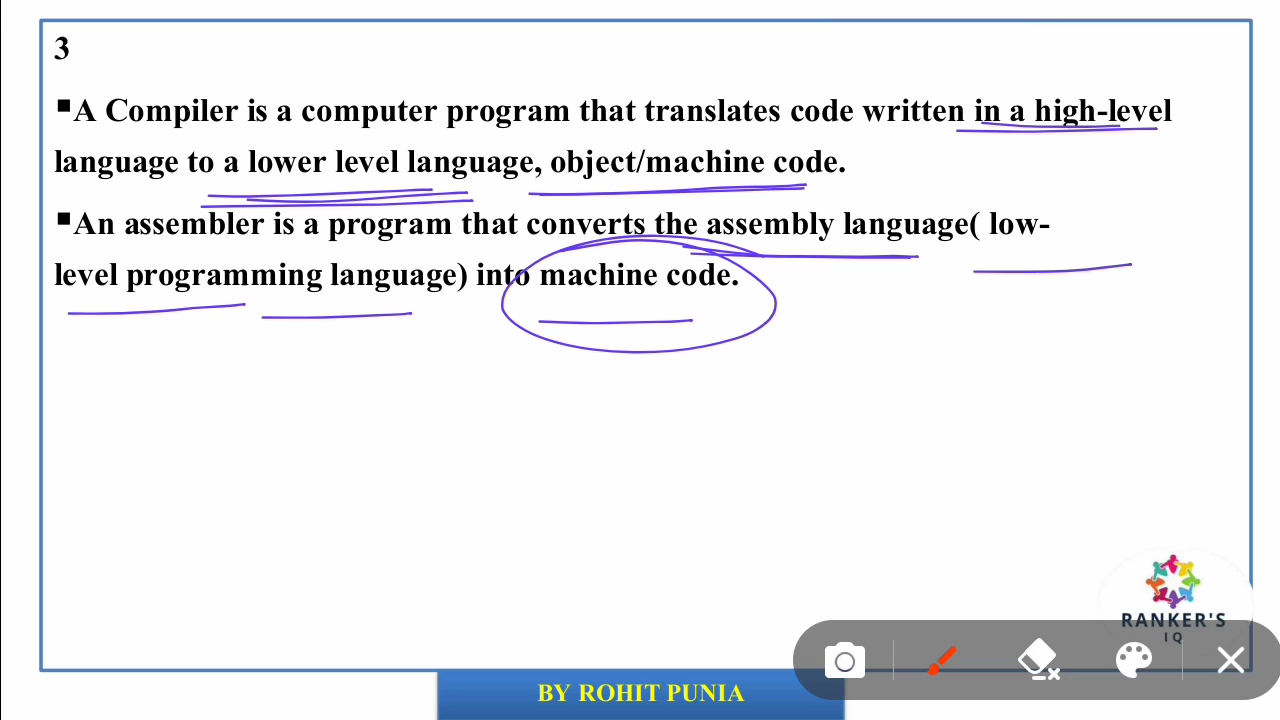 3
▪A Compiler is a computer program that translates code written in a high-level
language to a lower level language, object/machine code.
▪An assembler is a program that converts the assembly language( low-
level programming language) into machine code.
RANKER'S
IQ
BY ROHIT PUNIA